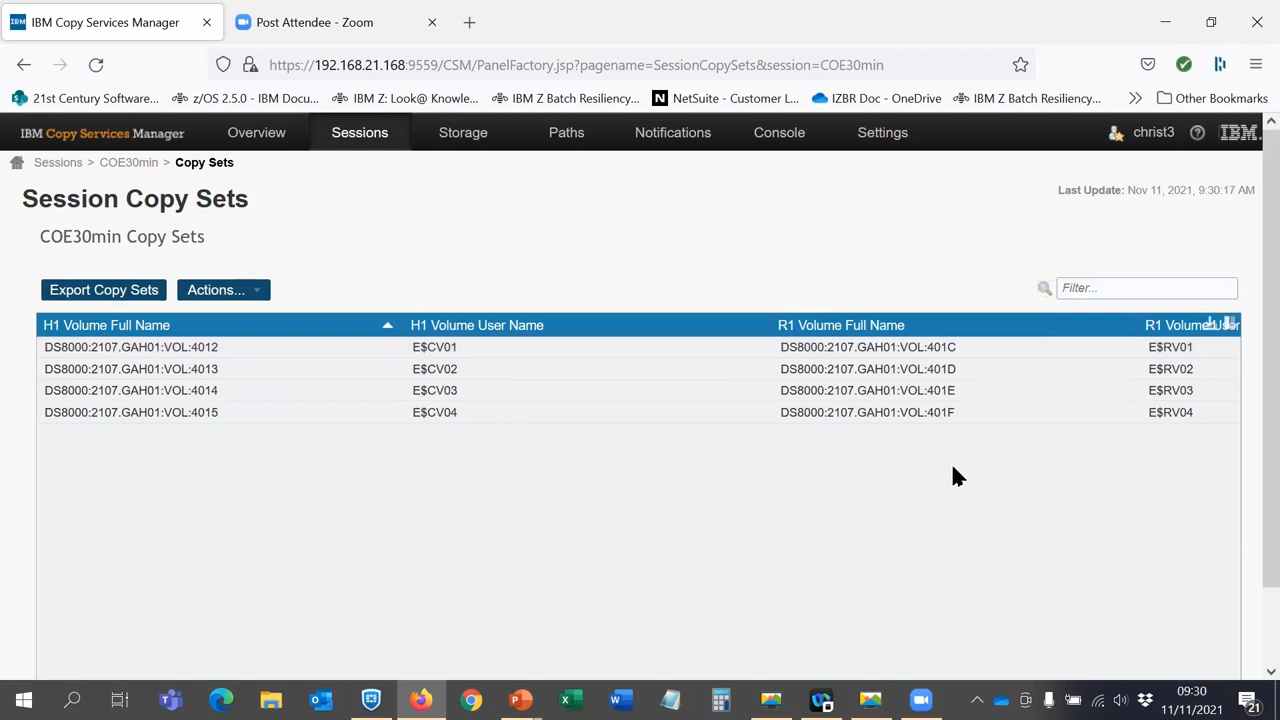 IBM IBM Copy Services Manager
Post Attendee - Zoom
https://192.168.21.168:9559/CSM/PanelFactory.jsp?pagename=SessionCopySets&session=COE30min
21st Century Software... z/OS 2.5.0 - IBM Docu... IBM Z: Look@ Knowle... IBM Z Batch Resiliency... N NetSuite - Customer L... IZBR Doc - OneDrive IBM Z Batch Resiliency... Other Bookmarks
IBM Copy Services Manager Overview Sessions Storage Paths Notifications Console Settings christ3 ? IBM.
Sessions > COE30min > Copy Sets
Session Copy Sets
Last Update: Nov 11, 2021, 9:30:17 AM
COE30min Copy Sets
Export Copy Sets Actions... Filter...
H1 Volume Full Name H1 Volume User Name R1 Volume Full Name R1 Volume User
DS8000:2107.GAH01:VOL:4012 E$CV01 DS8000:2107.GAH01:VOL:401C E$RV01
DS8000:2107.GAH01:VOL:4013 E$CV02 DS8000:2107.GAH01:VOL:401D E$RV02
DS8000:2107.GAH01:VOL:4014 E$CV03 DS8000:2107.GAH01:VOL:401E E$RV03
DS8000:2107.GAH01:VOL:4015 E$CV04 DS8000:2107.GAH01:VOL:401F E$RV04
09:30
11/11/2021
21